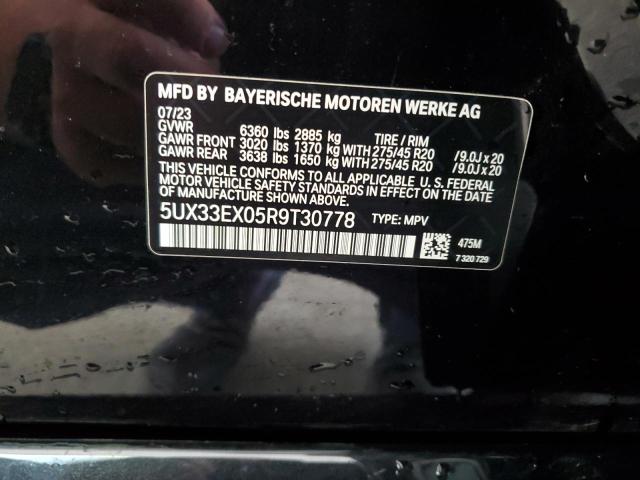 MFD BY BAYERISCHE MOTOREN WERKE AG
07/23
GVWR 6360 lbs 2885 kg TIRE / RIM
GAWR FRONT 3020 lbs 1370 kg WITH 275/45 R20 /9.0J x 20
GAWR REAR 3638 lbs 1650 kg WITH 275/45 R20 /9.0J x 20
THIS VEHICLE CONFORMS TO ALL APPLICABLE U. S. FEDERAL
MOTOR VEHICLE SAFETY STANDARDS IN EFFECT ON THE DATE
OF MANUFACTURE SHOWN ABOVE.
5UX33EX05R9T30778 TYPE: MPV
475M
7 320 729